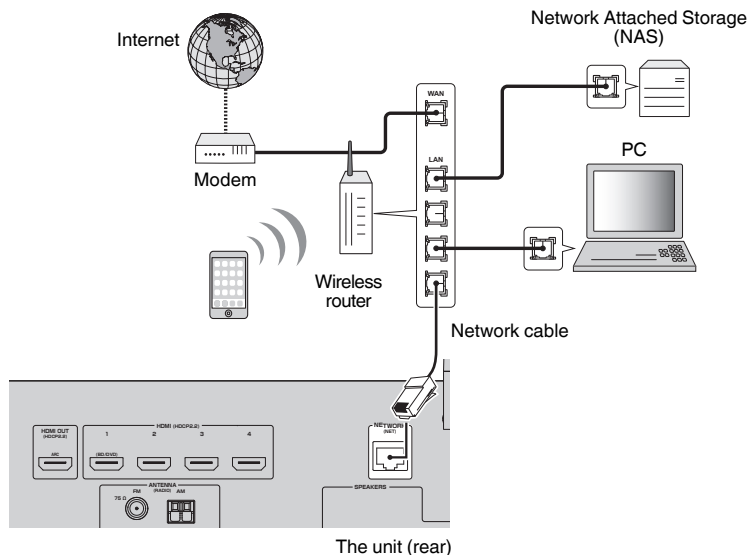 Network Attached Storage
(NAS)
Internet
WAN
LAN
PC
Modem
Wireless
router
Network cable
HDMI OUT
(HDCP2.2)
ARC
HDMI (HDCP2.2)
1
2
3
4
(BD/DVD)
NETWORK
(NET)
ANTENNA
(RADIO)
FM
AM
75 Ω
SPEAKERS
The unit (rear)